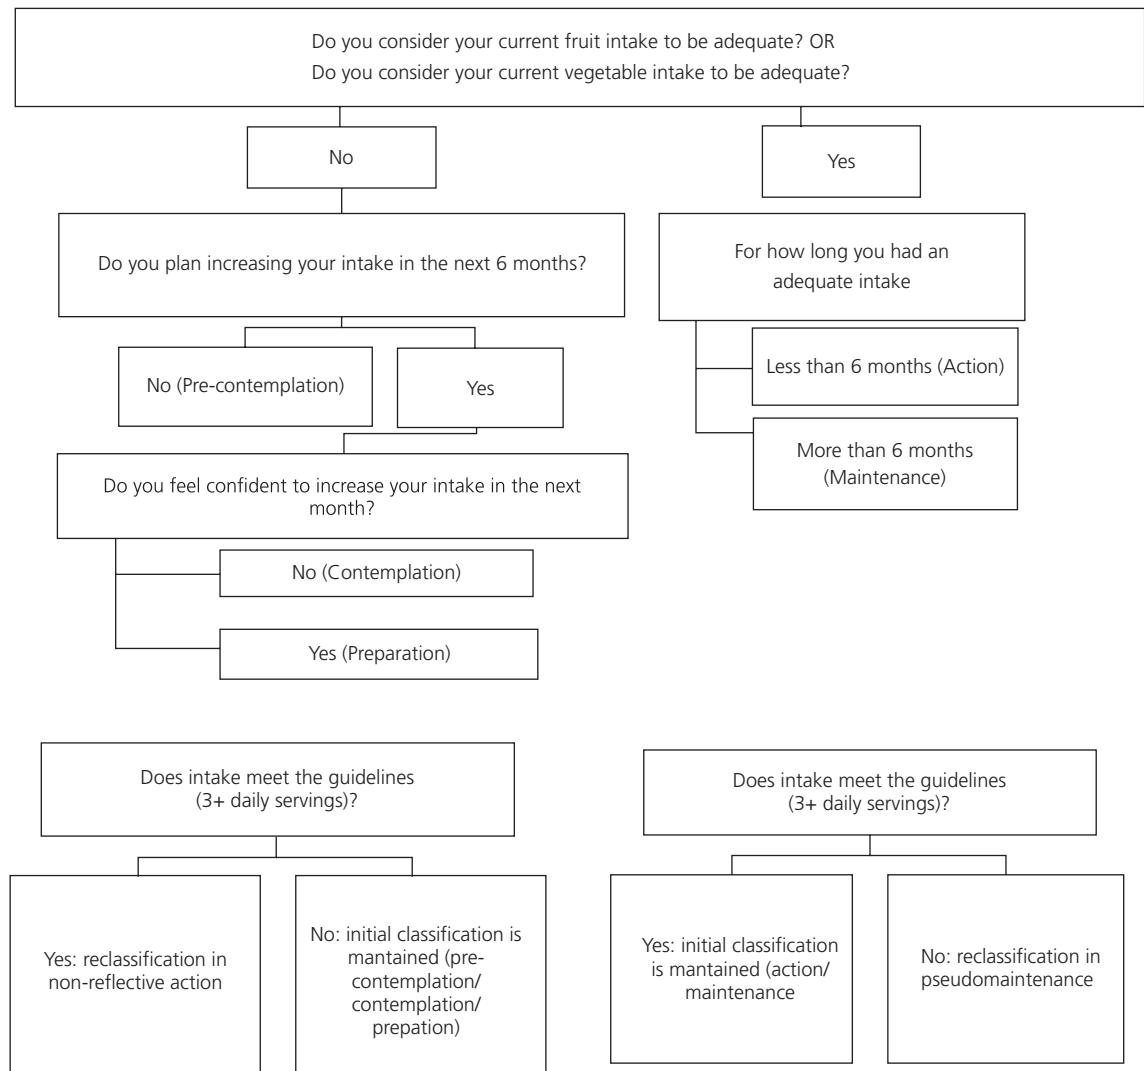 Do you consider your current fruit intake to be adequate? OR
Do you consider your current vegetable intake to be adequate?
No
Yes
Do you plan increasing your intake in the next 6 months?
For how long you had an
adequate intake
No (Pre-contemplation)
Yes
Less than 6 months (Action)
More than 6 months
(Maintenance)
Do you feel confident to increase your intake in the next
month?
No (Contemplation)
Yes (Preparation)
Does intake meet the guidelines
(3+ daily servings)?
Yes: reclassification in
non-reflective action
No: initial classification is
mantained (pre-
contemplation/
contemplation/
prepation)
Does intake meet the guidelines
(3+ daily servings)?
Yes: initial classification
is mantained (action/
maintenance
No: reclassification in
pseudomaintenance